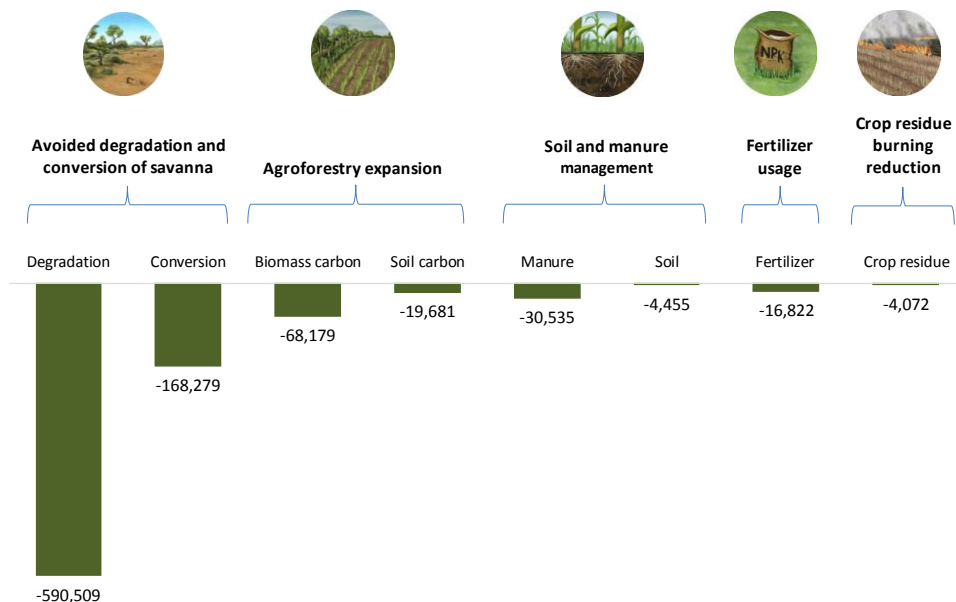 NPK
Avoided degradation and
conversion of savanna
Agroforestry expansion
Soil and manure
management
Fertilizer
usage
Crop residue
burning
reduction
Degradation
Conversion
Biomass carbon
Soil carbon
Manure
Soil
Fertilizer
Crop residue
-590,509
-168,279
-68,179
-19,681
-30,535
-4,455
-16,822
-4,072